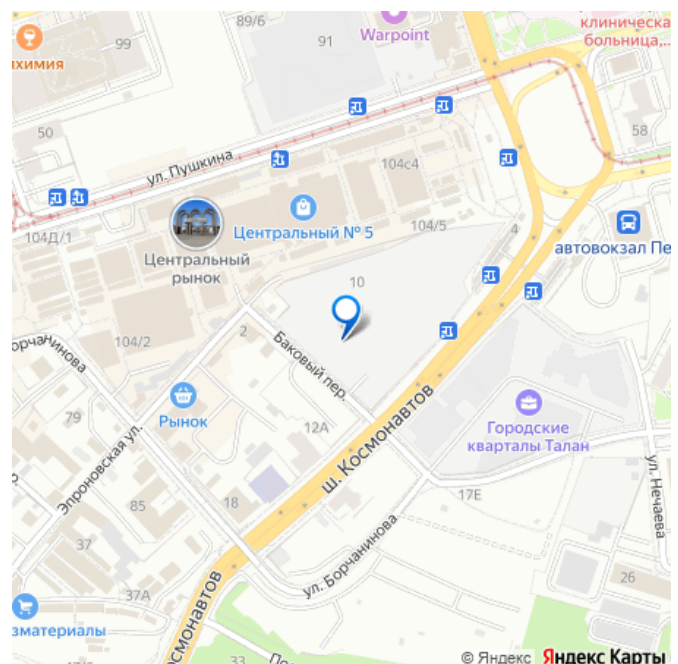 89/6
клиническа
больница,..
Warpoint
99
91
лхимия
50
58
ул. Пушкина
104с4
104Д/1
Центральный № 5
104/5
4
автовокзал Пе
Центральный
рынок
10
2
104/2
орчанинова
Баковый пер.
79
Рынок
12А
Городские
кварталы Талан
ш. Космонавтов
Эпроновская ул.
85
18
17Е
ул. Нечаева
37
ул. Борчанинова
26
37А
зматериалы
осмонавтов
33
© Яндекс Яндекс Карты